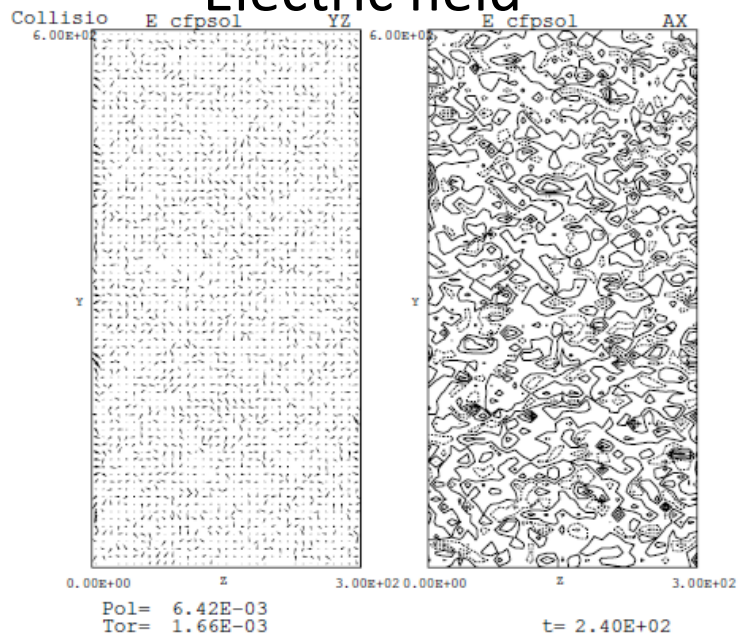 Electric field
Collisio E cfpsol YZ E cfpsol AX
6.00E+02 6.00E+02
Y Y
0.00E+00 Z 3.00E+02 0.00E+00 Z 3.00E+02
Pol= 6.42E-03
Tor= 1.66E-03 t= 2.40E+02